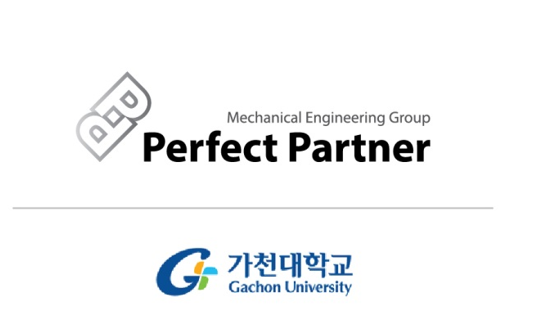 Mechanical Engineering Group
Perfect Partner
가천대학교
Gachon University